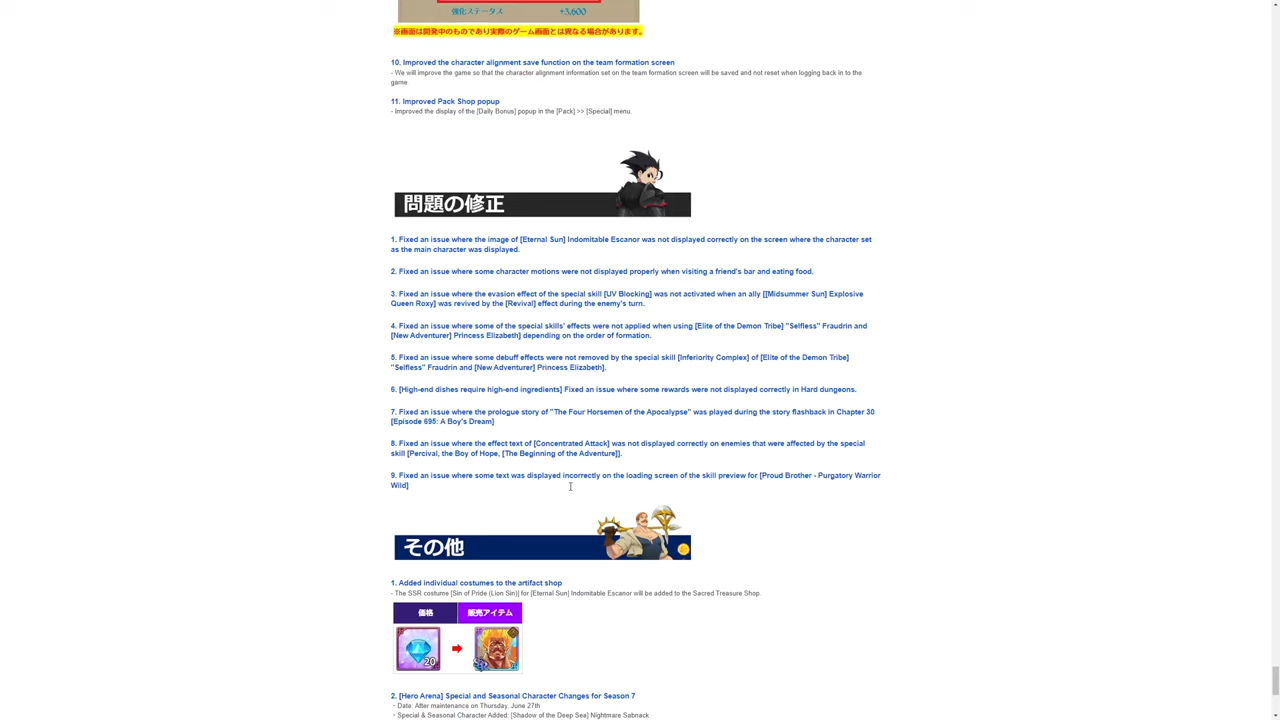 強化ステータス +3,600
※画面は開発中のものであり実際のゲーム画面とは異なる場合があります。
10. Improved the character alignment save function on the team formation screen
- We will improve the game so that the character alignment information set on the team formation screen will be saved and not reset when logging back in to the
game.
11. Improved Pack Shop popup
- Improved the display of the [Daily Bonus] popup in the [Pack] >> [Special] menu.
問題の修正
1. Fixed an issue where the image of [Eternal Sun] Indomitable Escanor was not displayed correctly on the screen where the character set
as the main character was displayed.
2. Fixed an issue where some character motions were not displayed properly when visiting a friend's bar and eating food.
3. Fixed an issue where the evasion effect of the special skill [UV Blocking] was not activated when an ally [[Midsummer Sun] Explosive
Queen Roxy] was revived by the [Revival] effect during the enemy's turn.
4. Fixed an issue where some of the special skills' effects were not applied when using [Elite of the Demon Tribe] "Selfless" Fraudrin and
[New Adventurer] Princess Elizabeth] depending on the order of formation.
5. Fixed an issue where some debuff effects were not removed by the special skill [Inferiority Complex] of [Elite of the Demon Tribe]
"Selfless" Fraudrin and [New Adventurer] Princess Elizabeth].
6. [High-end dishes require high-end ingredients] Fixed an issue where some rewards were not displayed correctly in Hard dungeons.
7. Fixed an issue where the prologue story of "The Four Horsemen of the Apocalypse" was played during the story flashback in Chapter 30
[Episode 695: A Boy's Dream]
8. Fixed an issue where the effect text of [Concentrated Attack] was not displayed correctly on enemies that were affected by the special
skill [Percival, the Boy of Hope, [The Beginning of the Adventure]].
9. Fixed an issue where some text was displayed incorrectly on the loading screen of the skill preview for [Proud Brother - Purgatory Warrior
Wild]
その他
1. Added individual costumes to the artifact shop
- The SSR costume [Sin of Pride (Lion Sin)] for [Eternal Sun] Indomitable Escanor will be added to the Sacred Treasure Shop.
価格 販売アイテム
20
2. [Hero Arena] Special and Seasonal Character Changes for Season 7
・Date: After maintenance on Thursday, June 27th
・Special & Seasonal Character Added: [Shadow of the Deep Sea] Nightmare Sabnack